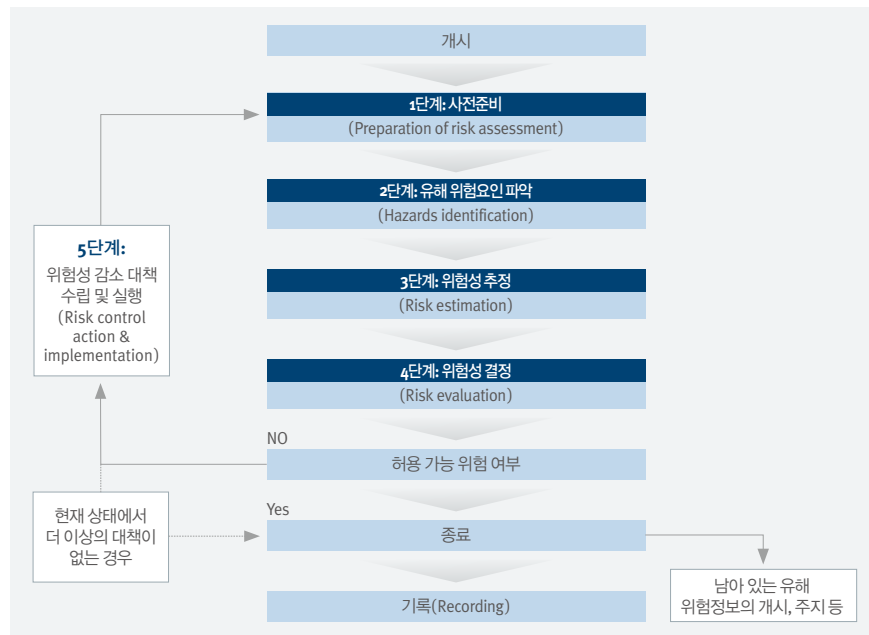 개시
1단계: 사전준비
(Preparation of risk assessment)
2단계: 유해 위험요인 파악
(Hazards identification)
5단계:
위험성 감소 대책
수립 및 실행
(Risk control
action &
implementation)
3단계: 위험성 추정
(Risk estimation)
4단계: 위험성 결정
(Risk evaluation)
NO
허용 가능 위험 여부
현재 상태에서
더 이상의 대책이
없는 경우
Yes
종료
남아 있는 유해
위험정보의 개시, 주지 등
기록(Recording)